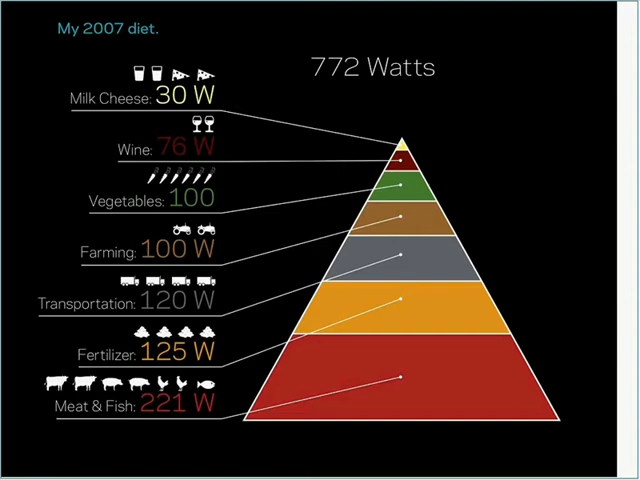 My 2007 diet.
772 Watts
Milk Cheese: 30 W
Wine: 76 W
Vegetables: 100
Farming: 100 W
Transportation: 120 W
Fertilizer: 125 W
Meat & Fish: 221 W